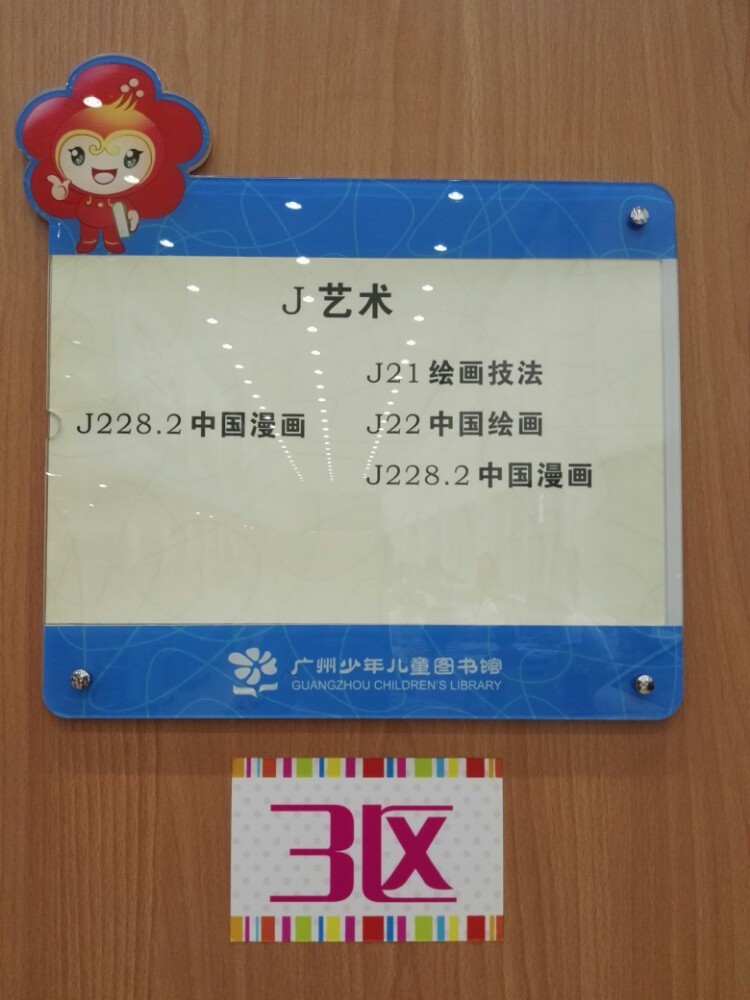 J 艺术
J228.2 中国漫画
J21 绘画技法
J22 中国绘画
J228.2 中国漫画
广州少年儿童图书馆
GUANGZHOU CHILDREN'S LIBRARY
3区